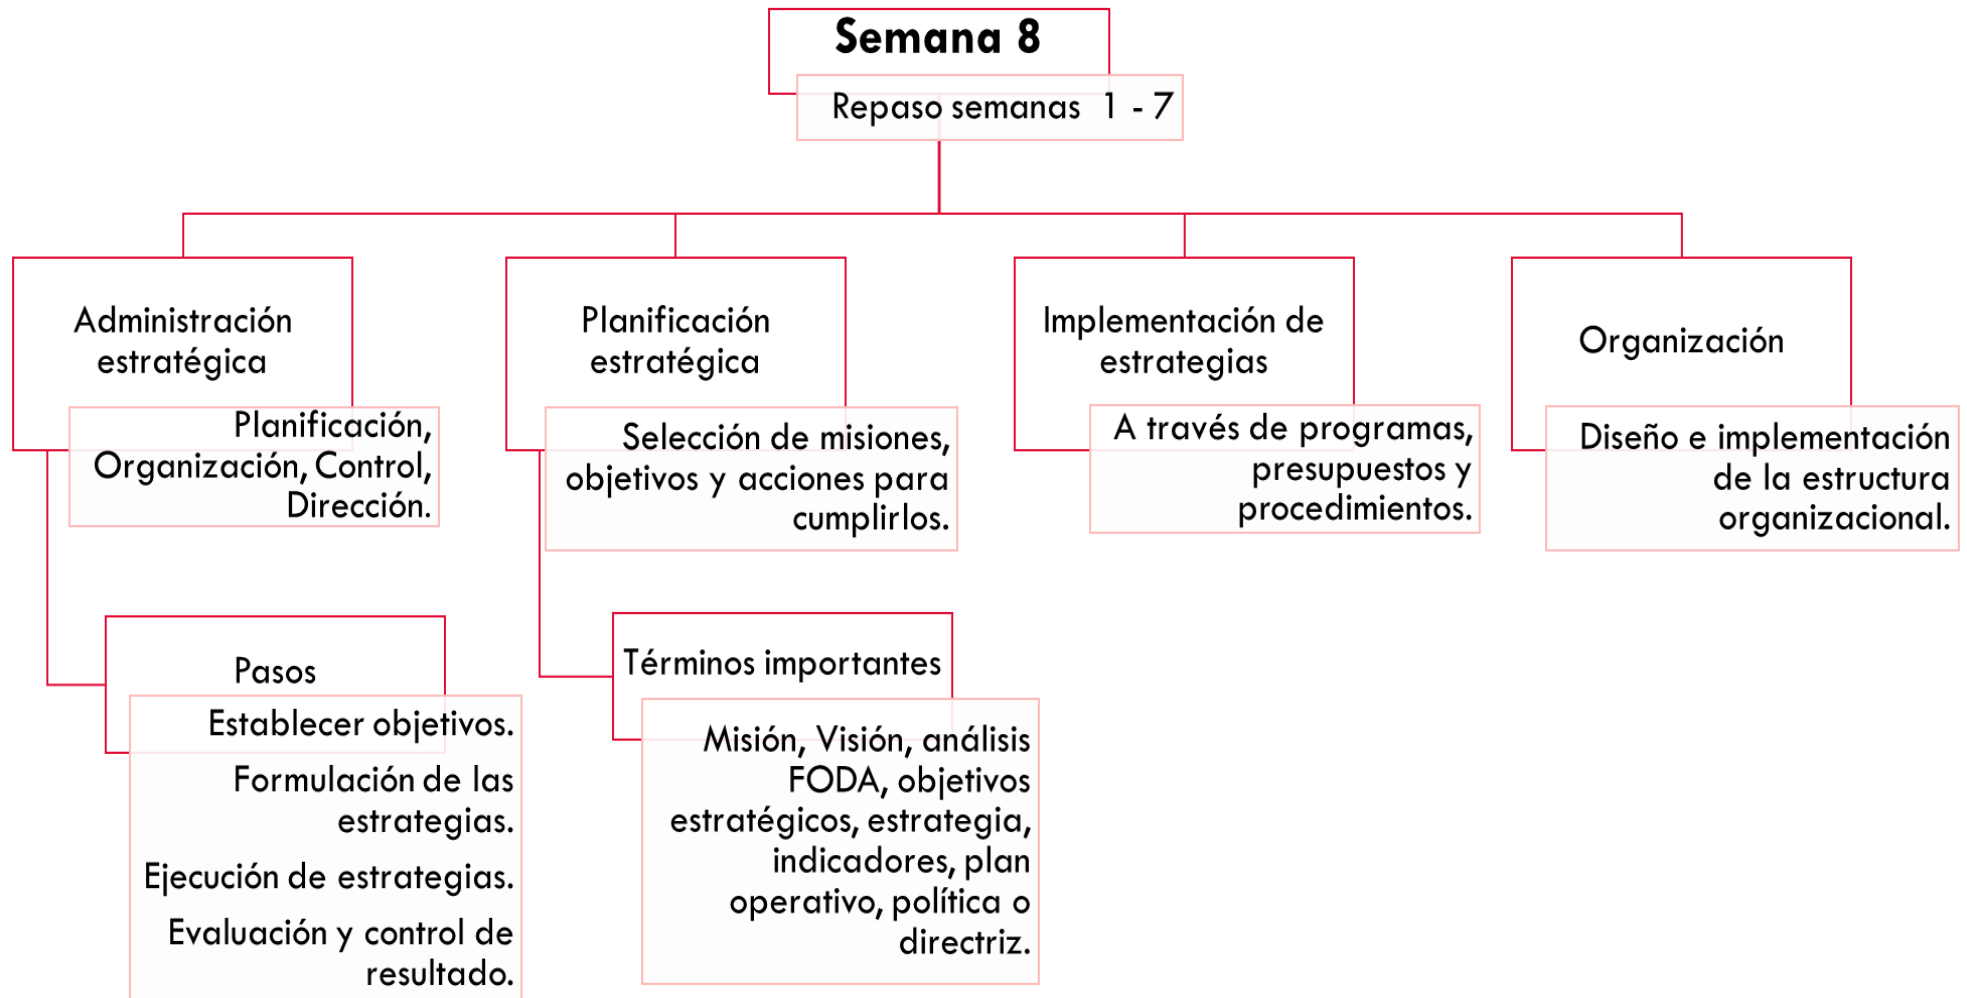 Semana 8
Repaso semanas 1 - 7
Administración
estratégica
Planificación,
Organización, Control,
Dirección.
Pasos
Establecer objetivos.
Formulación de las
estrategias.
Ejecución de estrategias.
Evaluación y control de
resultado.
Planificación
estratégica
Selección de misiones,
objetivos y acciones para
cumplirlos.
Términos importantes
Misión, Visión, análisis
FODA, objetivos
estratégicos, estrategia,
indicadores, plan
operativo, política o
directriz.
Implementación de
estrategias
A través de programas,
presupuestos y
procedimientos.
Organización
Diseño e implementación
de la estructura
organizacional.